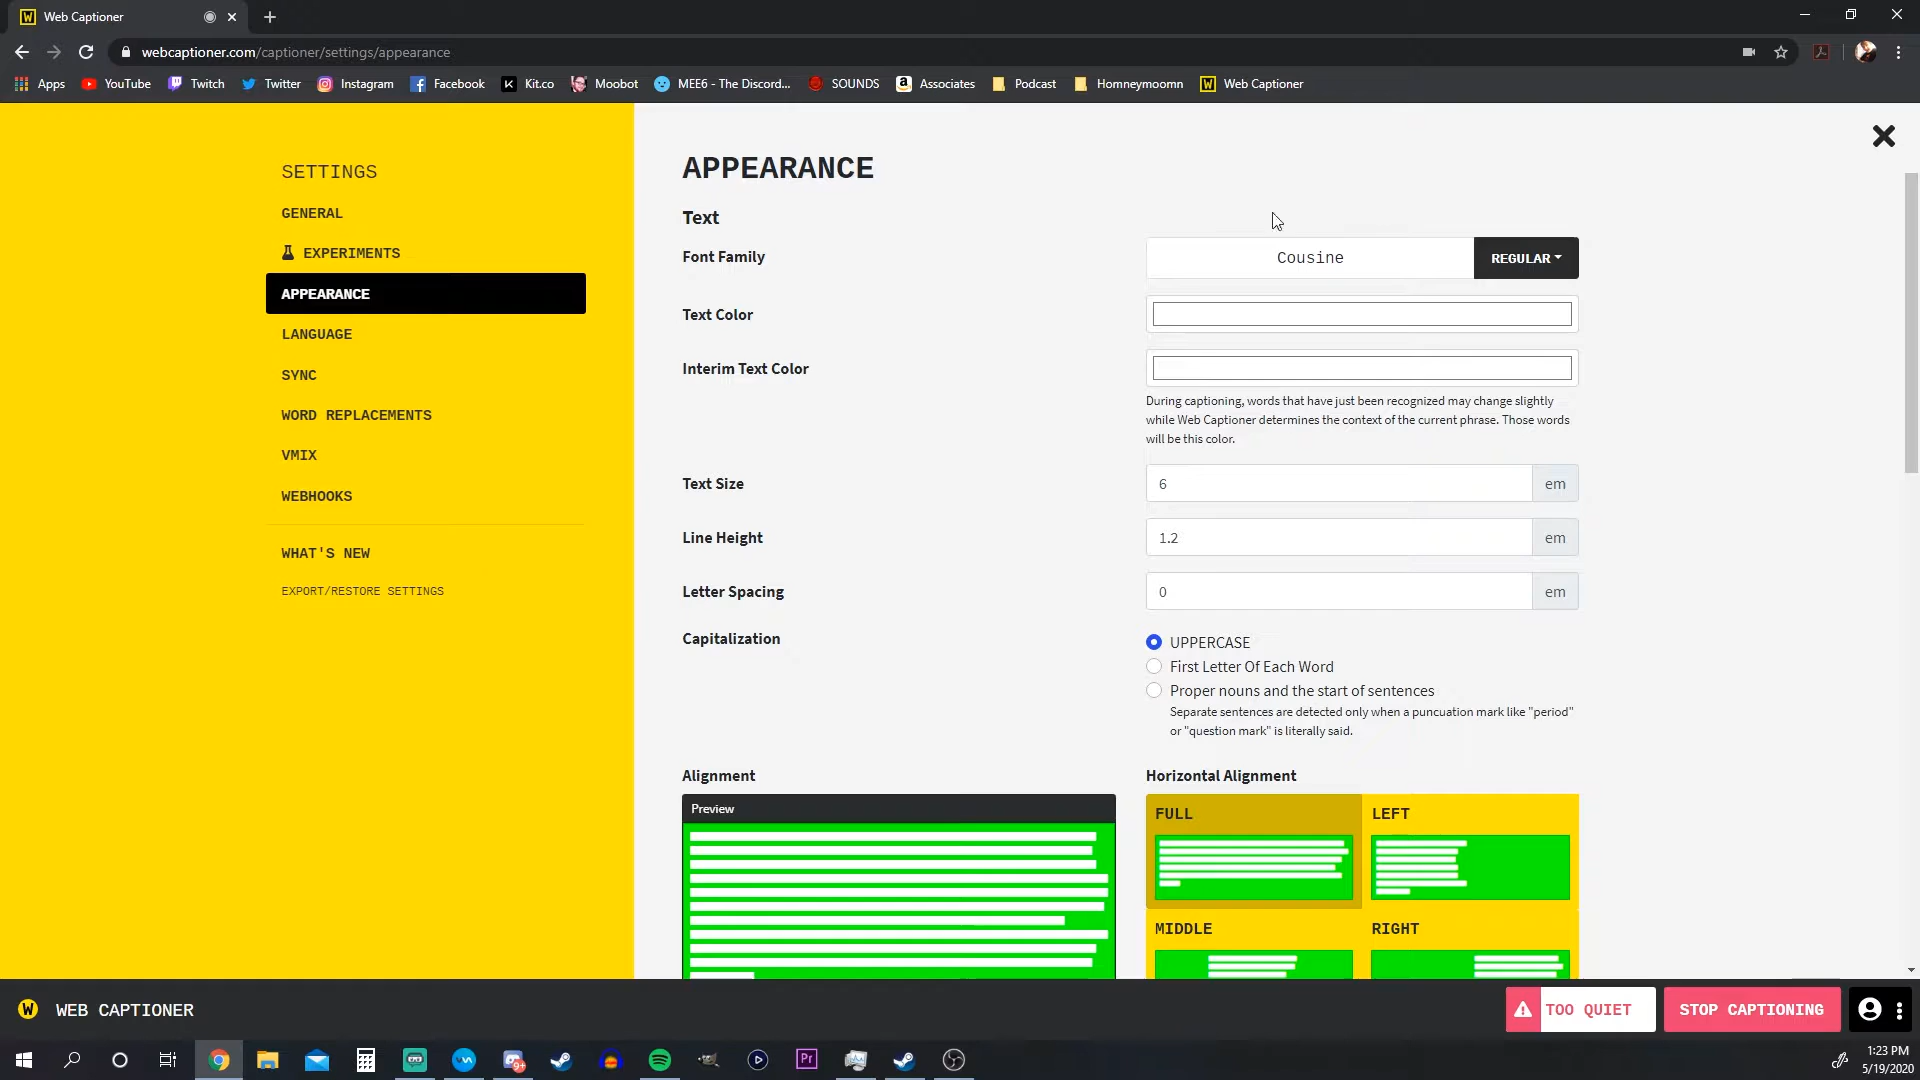 Web Captioner
webcaptioner.com/captioner/settings/appearance
Apps YouTube Twitch Twitter Instagram Facebook Kit.co Moobot MEE6 - The Discord... SOUNDS Associates Podcast Homneymoomn Web Captioner
SETTINGS
GENERAL
EXPERIMENTS
APPEARANCE
LANGUAGE
SYNC
WORD REPLACEMENTS
VMIX
WEBHOOKS
WHAT'S NEW
EXPORT/RESTORE SETTINGS
APPEARANCE
Text
Font Family
Cousine REGULAR
Text Color
Interim Text Color
During captioning, words that have just been recognized may change slightly
while Web Captioner determines the context of the current phrase. Those words
will be this color.
Text Size
6 em
Line Height
1.2 em
Letter Spacing
0 em
Capitalization
UPPERCASE
First Letter Of Each Word
Proper nouns and the start of sentences
Separate sentences are detected only when a puncuation mark like "period"
or "question mark" is literally said.
Alignment
Preview
Horizontal Alignment
FULL LEFT
MIDDLE RIGHT
W WEB CAPTIONER
TOO QUIET STOP CAPTIONING
1:23 PM
5/19/2020